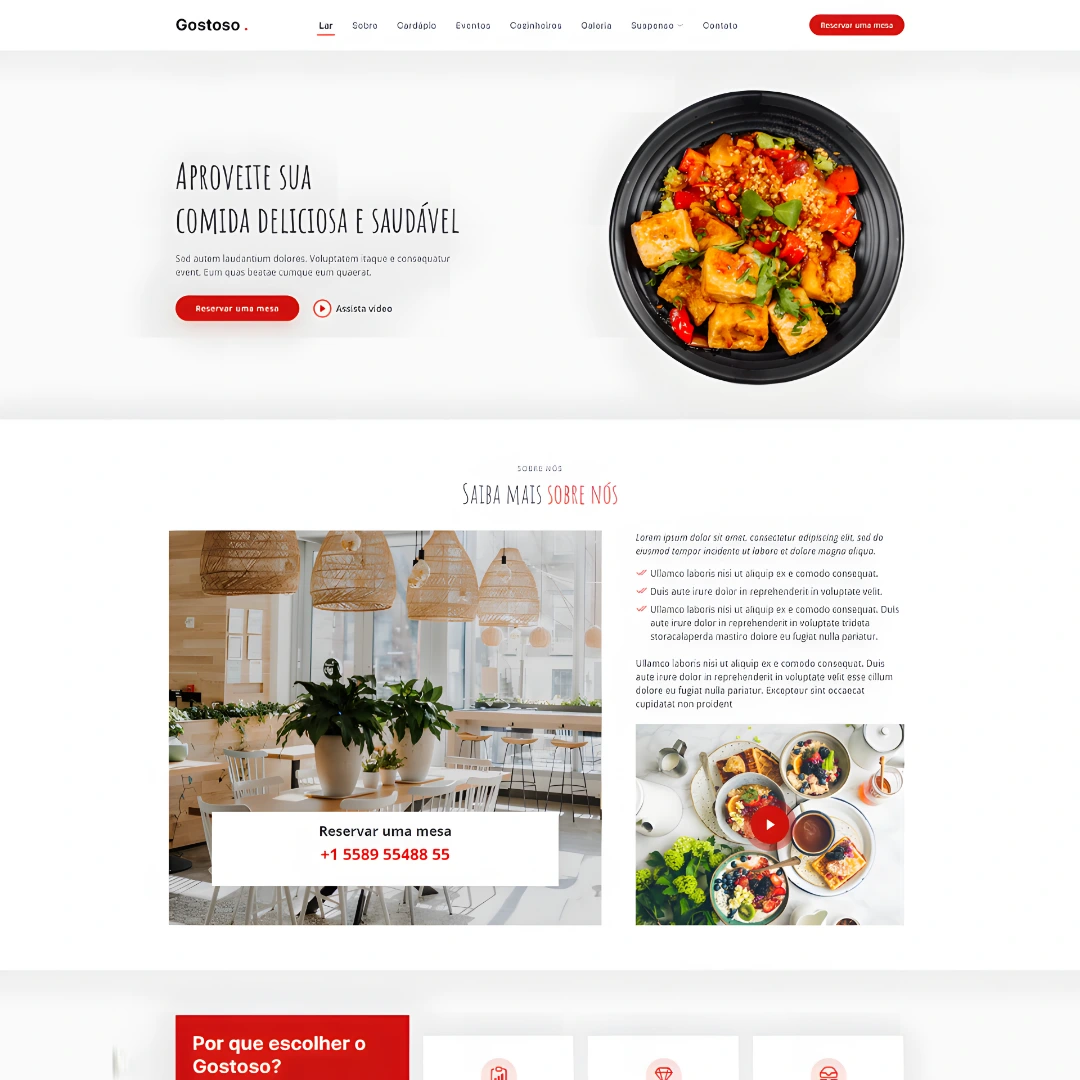 Gostoso .
Lar
Sobro
Cardápio
Eventos
Cozinheiros
Galeria
Suspenso
Contato
Reservar uma mesa
Aproveite sua
comida deliciosa e saudável
Sed autem laudantium dolores. Voluptatem itaque e consequatur
event. Eum quas beatae cumque eum quaerat.
Reservar uma mesa
Assista vídeo
SOBRE NÓS
Saiba mais sobre nós
Reservar uma mesa
+1 5589 55488 55
Lorem ipsum dolor sit amet, consectetur adipiscing elit, sed do
eiusmod tempor incidente ut labore et dolore magna aliqua.
Ullamco laboris nisi ut aliquip ex e comodo consequat.
Duis aute irure dolor in reprehenderit in voluptate velit.
Ullamco laboris nisi ut aliquip ex e comodo consequat. Duis
aute irure dolor in reprehenderit in voluptate trideta
storacalaperda mastiro dolore eu fugiat nulla pariatur.
Ullamco laboris nisi ut aliquip ex e comodo consequat. Duis
aute irure dolor in reprehenderit in voluptate velit esse cillum
dolore eu fugiat nulla pariatur. Excepteur sint occaecat
cupidatat non proident
Por que escolher o
Gostoso?